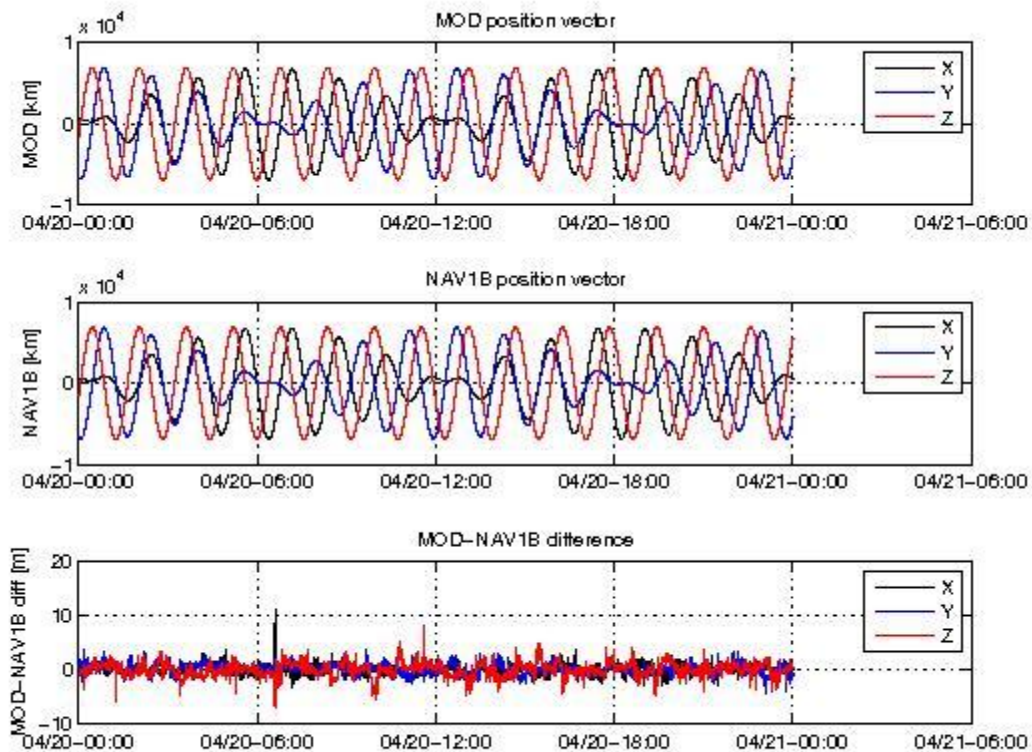 MOD position vector
x 10^4
1
0
−1
MOD [km]
X
Y
Z
04/20−00:00 04/20−06:00 04/20−12:00 04/20−18:00 04/21−00:00 04/21−06:00
NAV1B position vector
x 10^4
1
0
−1
NAV1B [km]
X
Y
Z
04/20−00:00 04/20−06:00 04/20−12:00 04/20−18:00 04/21−00:00 04/21−06:00
MOD−NAV1B difference
20
10
0
−10
MOD−NAV1B diff [m]
X
Y
Z
04/20−00:00 04/20−06:00 04/20−12:00 04/20−18:00 04/21−00:00 04/21−06:00